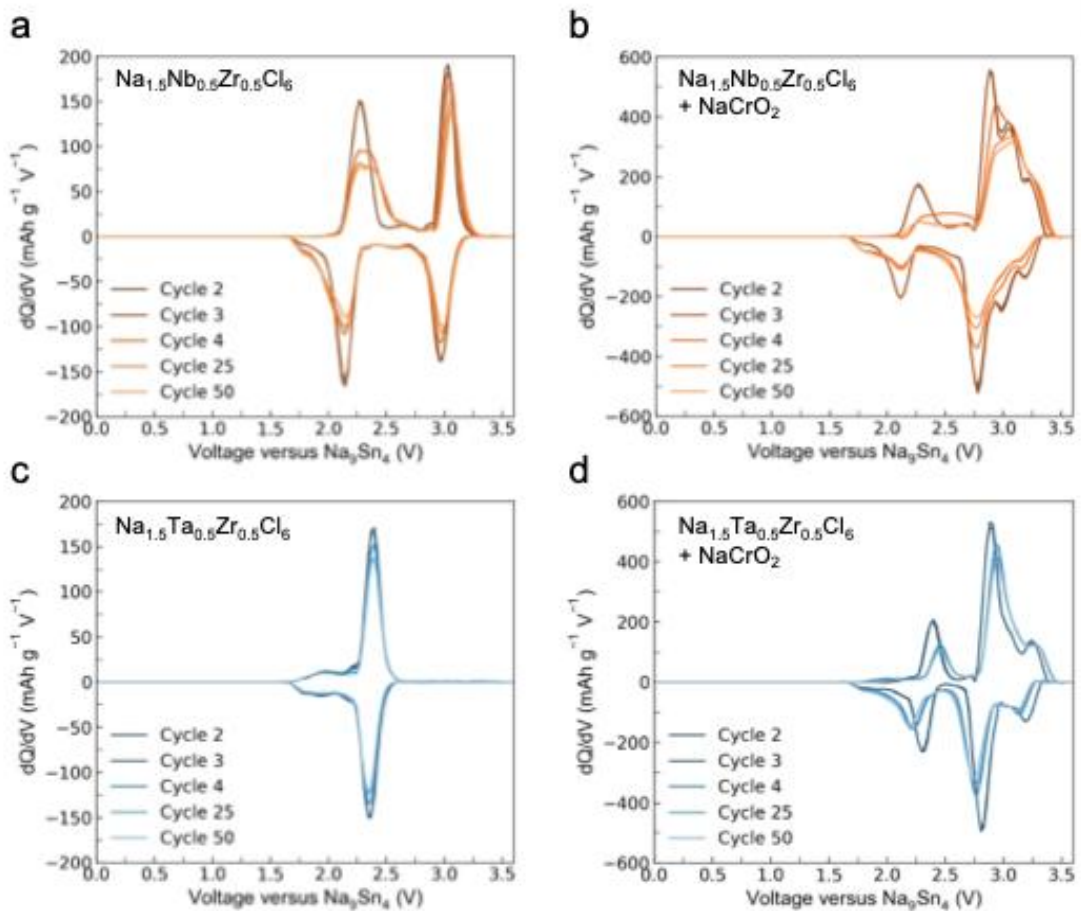 a
Na₁.₅Nb₀.₅Zr₀.₅Cl₆
200
150
100
50
0
−50
−100
−150
−200
dQ/dV (mAh g⁻¹ V⁻¹)
Cycle 2
Cycle 3
Cycle 4
Cycle 25
Cycle 50
0.0 0.5 1.0 1.5 2.0 2.5 3.0 3.5
Voltage versus Na₉Sn₄ (V)
b
Na₁.₅Nb₀.₅Zr₀.₅Cl₆
+ NaCrO₂
600
400
200
0
−200
−400
−600
dQ/dV (mAh g⁻¹ V⁻¹)
Cycle 2
Cycle 3
Cycle 4
Cycle 25
Cycle 50
0.0 0.5 1.0 1.5 2.0 2.5 3.0 3.5
Voltage versus Na₉Sn₄ (V)
c
Na₁.₅Ta₀.₅Zr₀.₅Cl₆
200
150
100
50
0
−50
−100
−150
−200
dQ/dV (mAh g⁻¹ V⁻¹)
Cycle 2
Cycle 3
Cycle 4
Cycle 25
Cycle 50
0.0 0.5 1.0 1.5 2.0 2.5 3.0 3.5
Voltage versus Na₉Sn₄ (V)
d
Na₁.₅Ta₀.₅Zr₀.₅Cl₆
+ NaCrO₂
600
400
200
0
−200
−400
−600
dQ/dV (mAh g⁻¹ V⁻¹)
Cycle 2
Cycle 3
Cycle 4
Cycle 25
Cycle 50
0.0 0.5 1.0 1.5 2.0 2.5 3.0 3.5
Voltage versus Na₉Sn₄ (V)